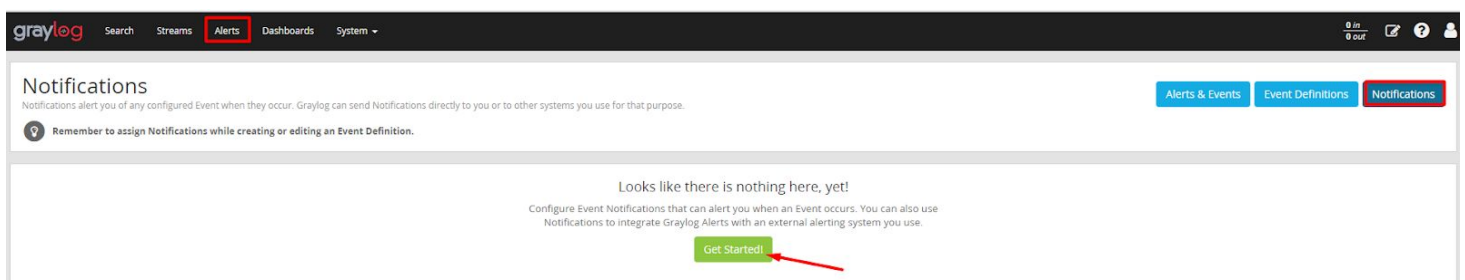 graylog Search Streams Alerts Dashboards System 0 in
0 out
Notifications
Notifications alert you of any configured Event when they occur. Graylog can send Notifications directly to you or to other systems you use for that purpose.
Alerts & Events Event Definitions Notifications
Remember to assign Notifications while creating or editing an Event Definition.
Looks like there is nothing here, yet!
Configure Event Notifications that can alert you when an Event occurs. You can also use
Notifications to integrate Graylog Alerts with an external alerting system you use.
Get Started!